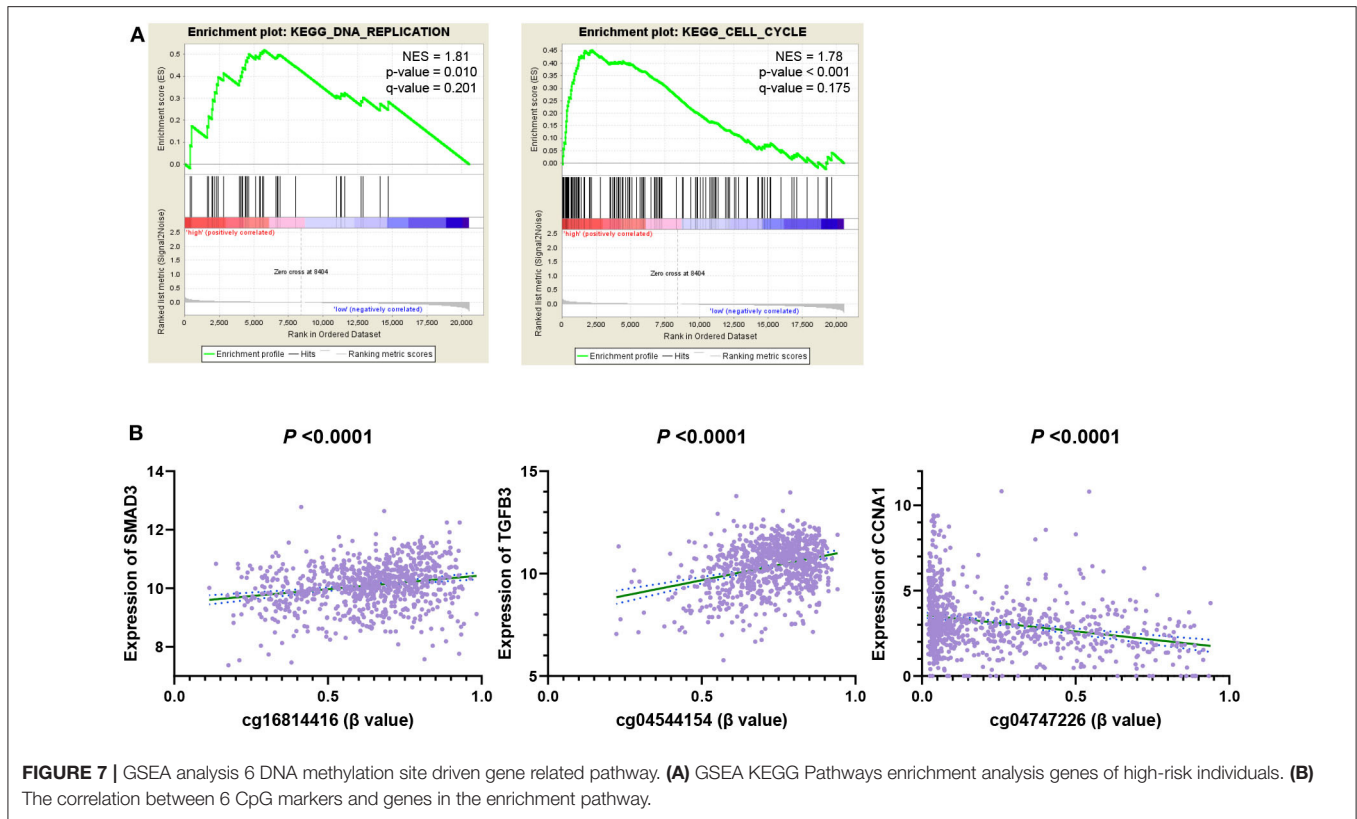 A
Enrichment plot: KEGG_DNA_REPLICATION
NES = 1.81
p-value = 0.010
q-value = 0.201
Enrichment score (ES)
0.5
0.4
0.3
0.2
0.1
0.0
'high' (positively correlated)
Ranked list metric (Signal2Noise)
2.5
2.0
1.5
1.0
0.5
0.0
Zero cross at 8404
'low' (negatively correlated)
0 2,500 5,000 7,500 10,000 12,500 15,000 17,500 20,000
Rank in Ordered Dataset
Enrichment profile Hits Ranking metric scores
Enrichment plot: KEGG_CELL_CYCLE
NES = 1.78
p-value < 0.001
q-value = 0.175
Enrichment score (ES)
0.45
0.40
0.35
0.30
0.25
0.20
0.15
0.10
0.05
0.00
'high' (positively correlated)
Ranked list metric (Signal2Noise)
2.5
2.0
1.5
1.0
0.5
0.0
Zero cross at 8404
'low' (negatively correlated)
0 2,500 5,000 7,500 10,000 12,500 15,000 17,500 20,000
Rank in Ordered Dataset
Enrichment profile Hits Ranking metric scores
B
P <0.0001
Expression of SMAD3
14
12
10
8
0.0 0.5 1.0
cg16814416 (β value)
P <0.0001
Expression of TGFB3
15
10
5
0.0 0.5 1.0
cg04544154 (β value)
P <0.0001
Expression of CCNA1
10
5
0
0.0 0.5 1.0
cg04747226 (β value)
FIGURE 7 | GSEA analysis 6 DNA methylation site driven gene related pathway. (A) GSEA KEGG Pathways enrichment analysis genes of high-risk individuals. (B)
The correlation between 6 CpG markers and genes in the enrichment pathway.